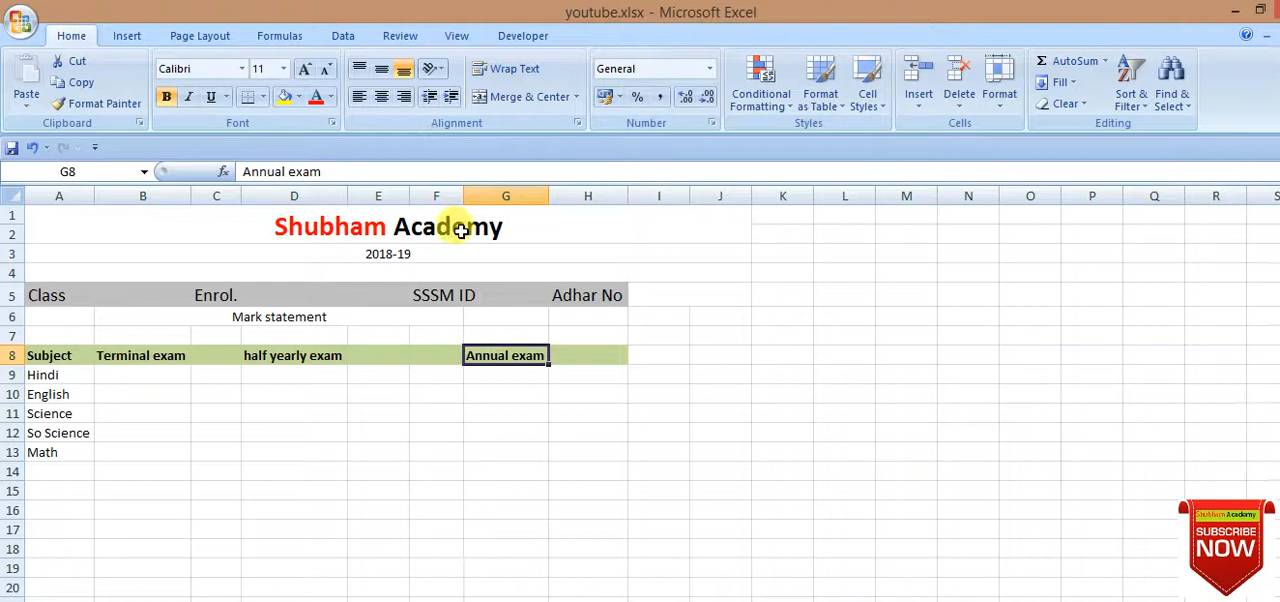 youtube.xlsx - Microsoft Excel
Home Insert Page Layout Formulas Data Review View Developer
Cut
Copy
Format Painter
Paste
Clipboard
Calibri 11
B I U
Font
Wrap Text
Merge & Center
Alignment
General
% ,
Number
Conditional Formatting
Format as Table
Cell Styles
Styles
Insert Delete Format
Cells
Σ AutoSum
Fill
Clear
Sort & Filter
Find & Select
Editing
G8 fx Annual exam
A B C D E F G H I J K L M N O P Q R S
1
Shubham Academy
2
3 2018-19
4
5 Class Enrol. SSSM ID Adhar No
6 Mark statement
7
8 Subject Terminal exam half yearly exam Annual exam
9 Hindi
10 English
11 Science
12 So Science
13 Math
14
15
16
17
18
19
20
Shubham Academy
SUBSCRIBE
NOW